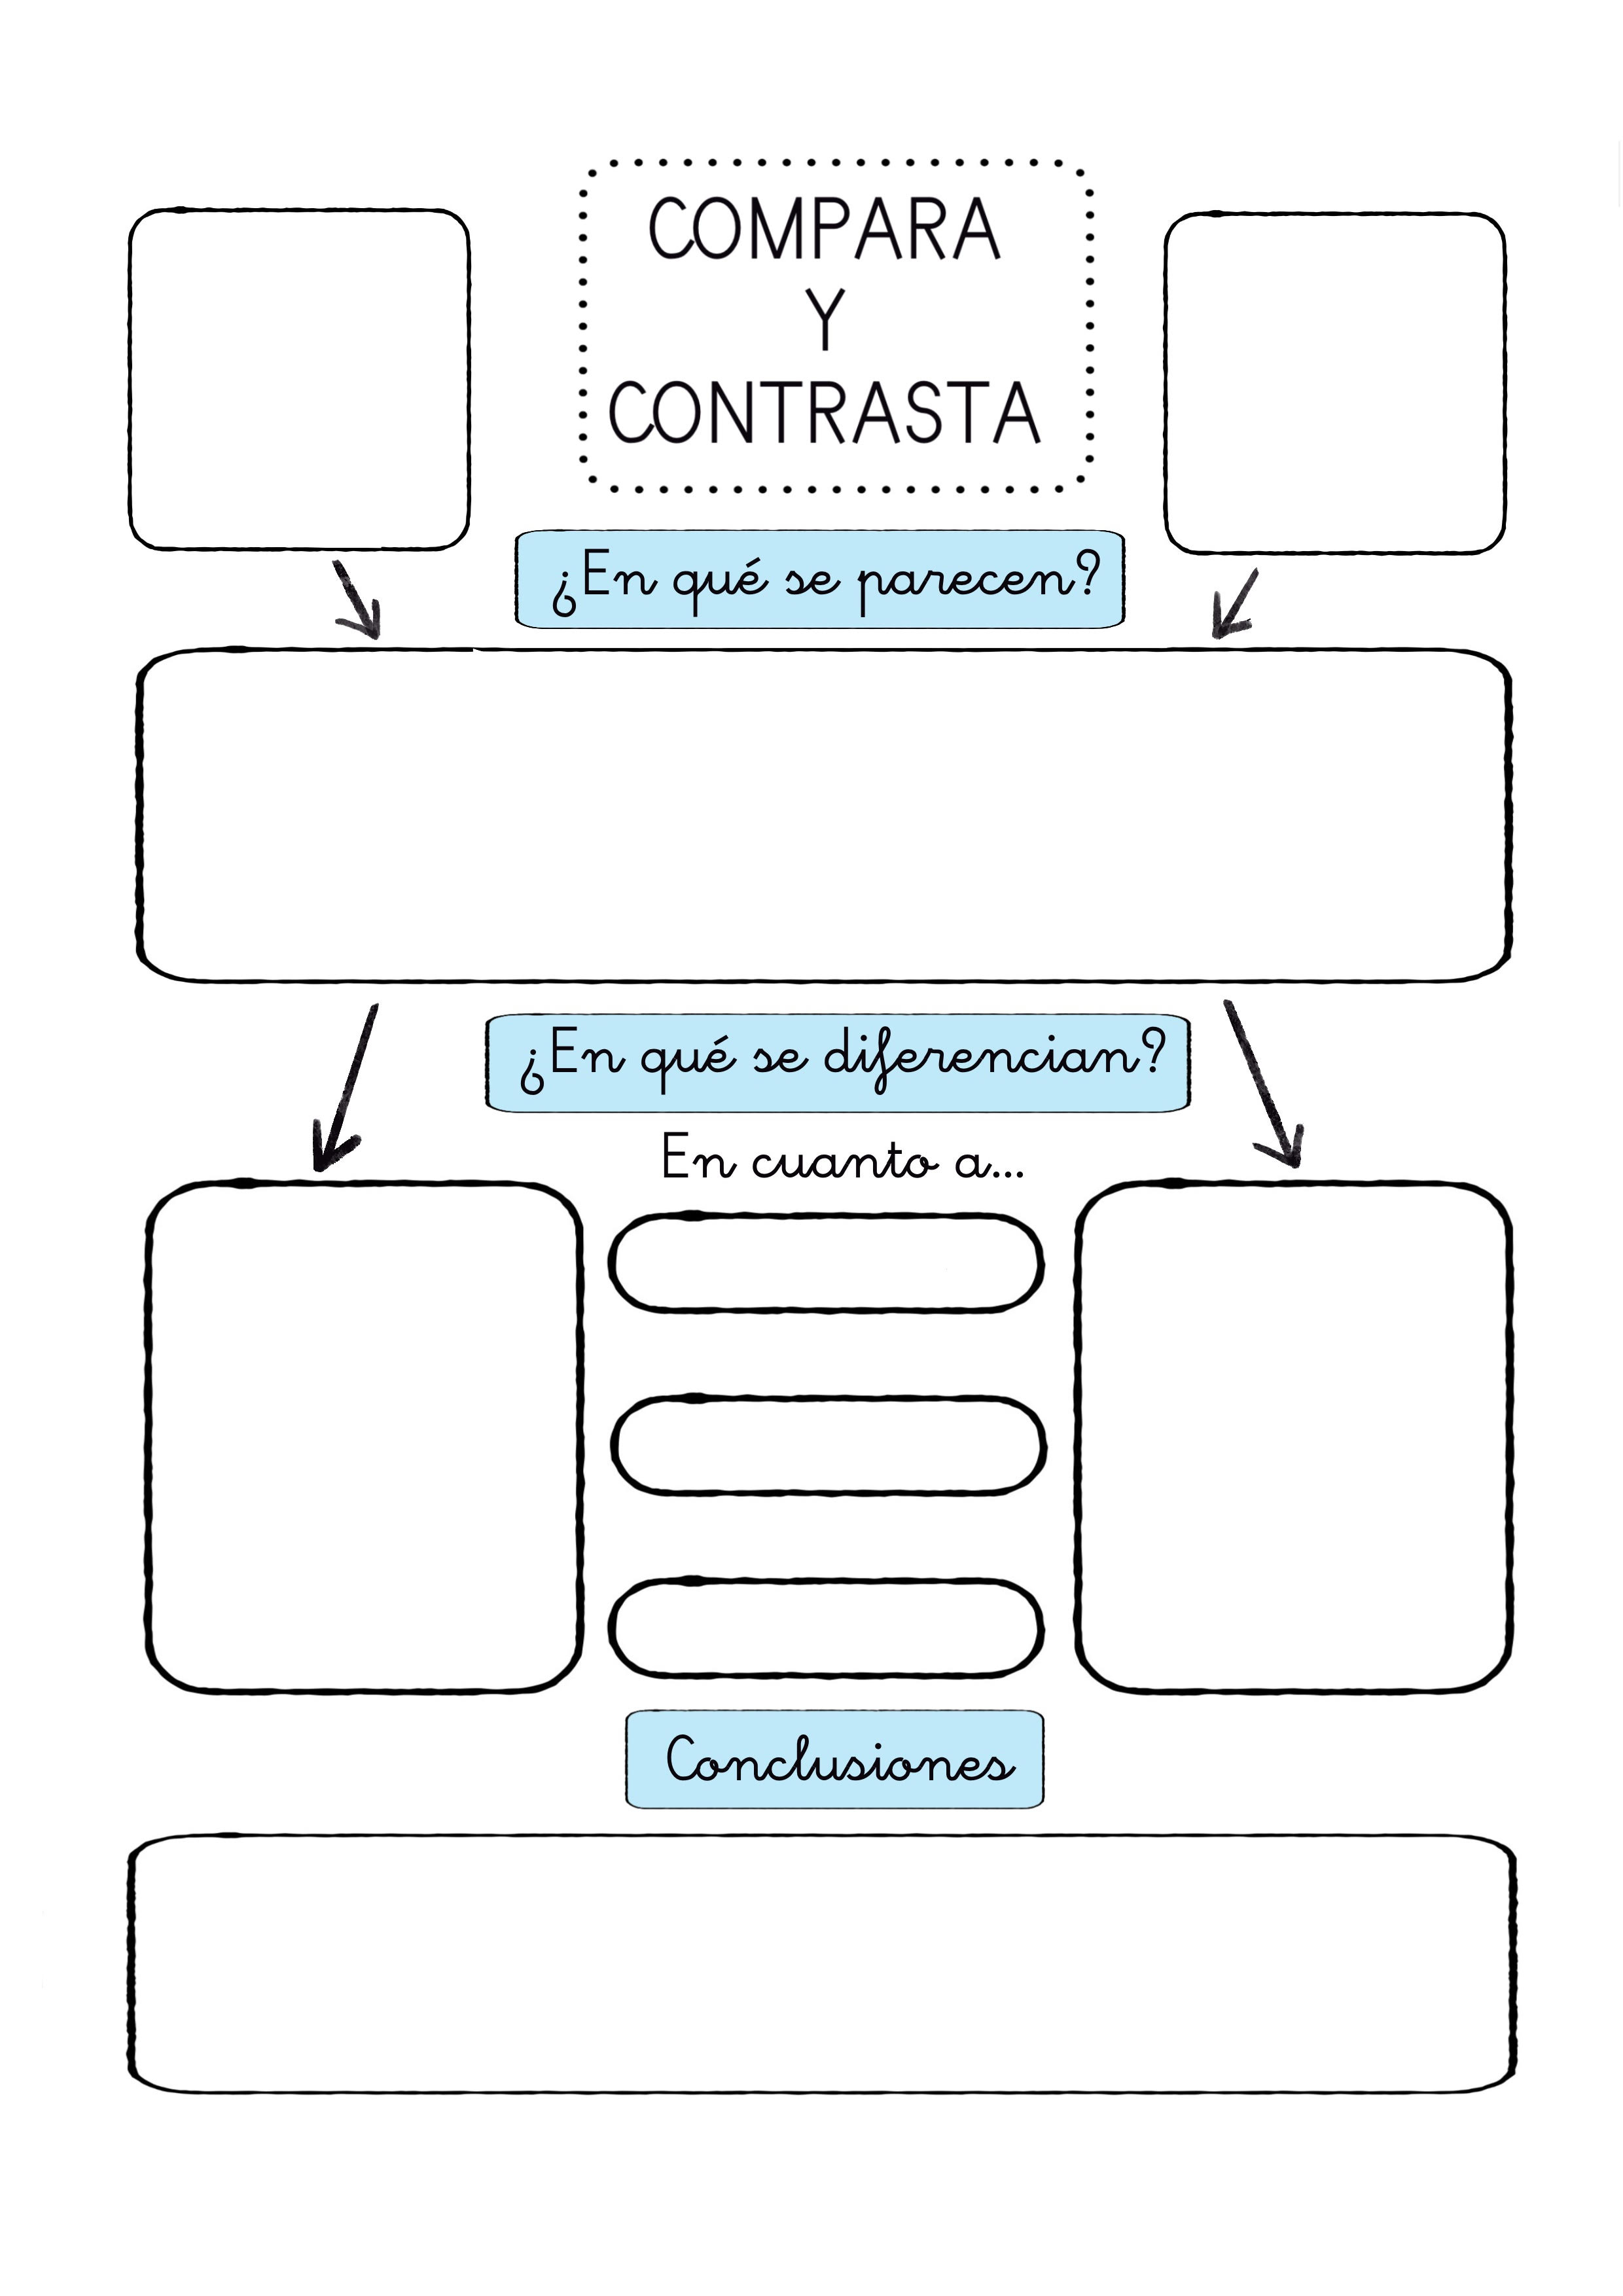 COMPARA
Y
CONTRASTA
¿En qué se parecen?
¿En qué se diferencian?
En cuanto a...
Conclusiones